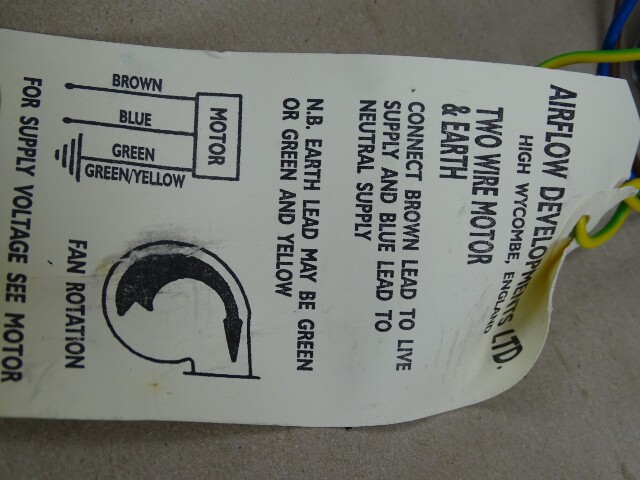 AIRFLOW DEVELOPMENTS LTD.
HIGH WYCOMBE, ENGLAND
TWO WIRE MOTOR
& EARTH
CONNECT BROWN LEAD TO LIVE
SUPPLY AND BLUE LEAD TO
NEUTRAL SUPPLY
N.B. EARTH LEAD MAY BE GREEN
OR GREEN AND YELLOW
BROWN
BLUE
GREEN
GREEN/YELLOW
MOTOR
FAN ROTATION
FOR SUPPLY VOLTAGE SEE MOTOR